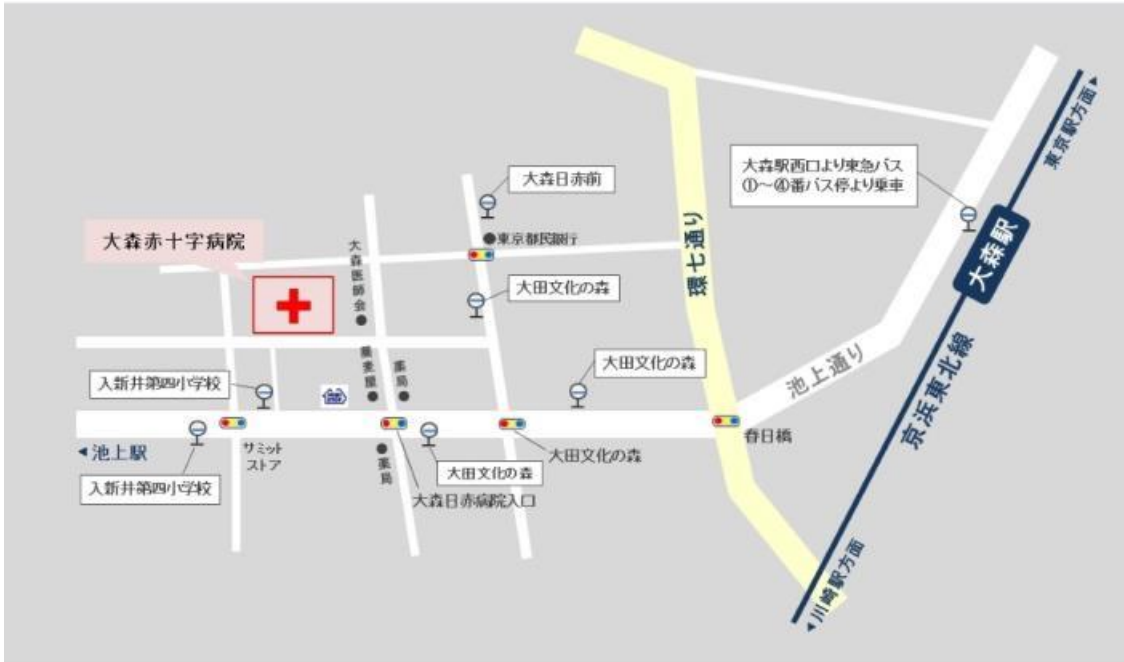 大森日赤前
大森駅西口より東急バス
①～④番バス停より乗車
東京駅方面▶
大森赤十字病院
大森医師会
東京都民銀行
環七通り
大森駅
大田文化の森
京浜東北線
池上通り
大田文化の森
入新井第四小学校
蕎麦屋
薬局
春日橋
◀池上駅
サミット
ストア
大田文化の森
大田文化の森
薬局
入新井第四小学校
大森日赤病院入口
◀川崎駅方面